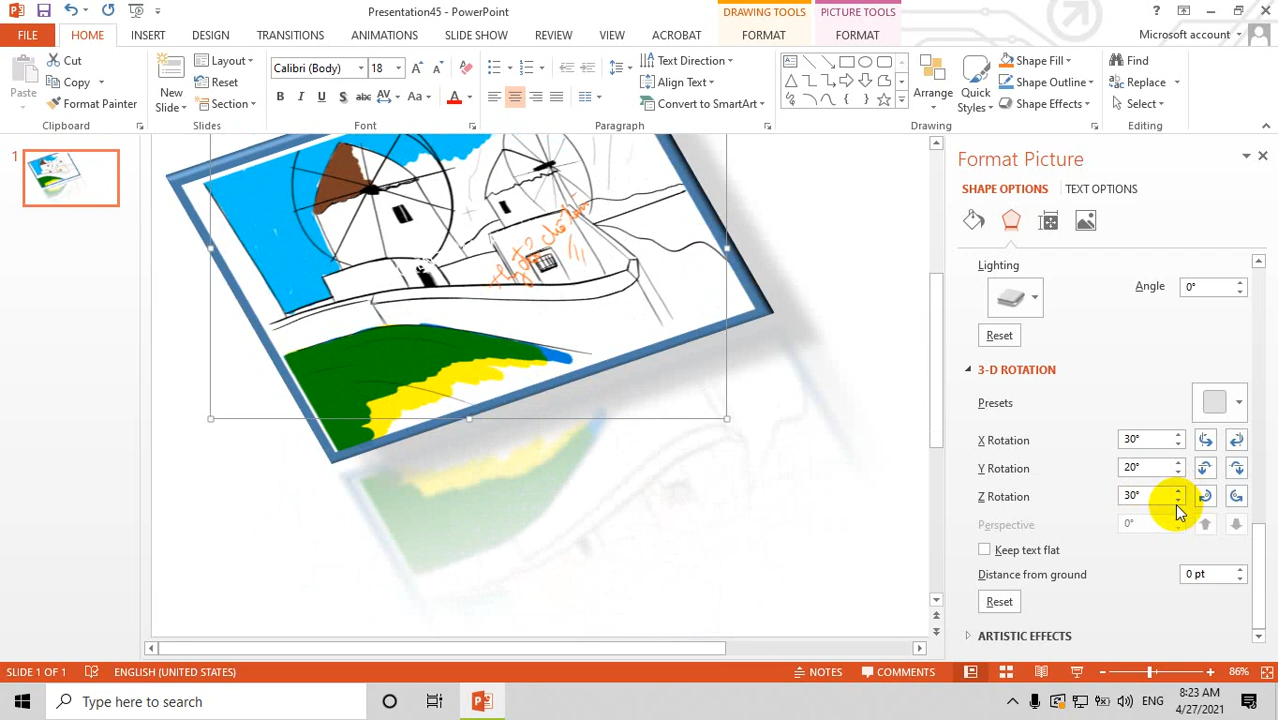 Presentation45 - PowerPoint
DRAWING TOOLS
PICTURE TOOLS
?
FILE
HOME
INSERT
DESIGN
TRANSITIONS
ANIMATIONS
SLIDE SHOW
REVIEW
VIEW
ACROBAT
FORMAT
FORMAT
Microsoft account
Paste
Cut
Copy
Format Painter
Clipboard
New
Slide
Layout
Reset
Section
Slides
Calibri (Body)
18
B I U S abc AV Aa A
Font
Text Direction
Align Text
Convert to SmartArt
Paragraph
Arrange
Quick
Styles
Shape Fill
Shape Outline
Shape Effects
Drawing
Find
Replace
Select
Editing
1
Format Picture
SHAPE OPTIONS
TEXT OPTIONS
Lighting
Angle
0°
Reset
3-D ROTATION
Presets
X Rotation
30°
Y Rotation
20°
Z Rotation
30°
Perspective
0°
Keep text flat
Distance from ground
0 pt
Reset
ARTISTIC EFFECTS
SLIDE 1 OF 1
ENGLISH (UNITED STATES)
NOTES
COMMENTS
86%
Type here to search
ENG
8:23 AM
4/27/2021